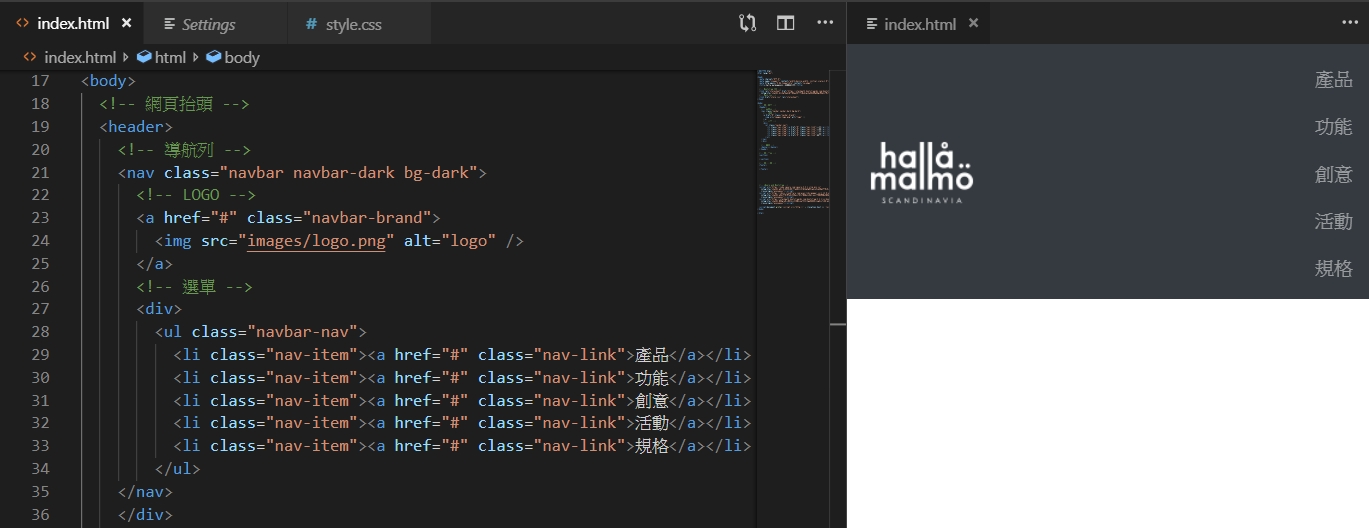 index.html
Settings
style.css
index.html
index.html > html > body
17 <body>
18 <!-- 網頁抬頭 -->
19 <header>
20 <!-- 導航列 -->
21 <nav class="navbar navbar-dark bg-dark">
22 <!-- LOGO -->
23 <a href="#" class="navbar-brand">
24 <img src="images/logo.png" alt="logo" />
25 </a>
26 <!-- 選單 -->
27 <div>
28 <ul class="navbar-nav">
29 <li class="nav-item"><a href="#" class="nav-link">產品</a></li>
30 <li class="nav-item"><a href="#" class="nav-link">功能</a></li>
31 <li class="nav-item"><a href="#" class="nav-link">創意</a></li>
32 <li class="nav-item"><a href="#" class="nav-link">活動</a></li>
33 <li class="nav-item"><a href="#" class="nav-link">規格</a></li>
34 </ul>
35 </nav>
36 </div>
hallå
malmö
SCANDINAVIA
產品
功能
創意
活動
規格